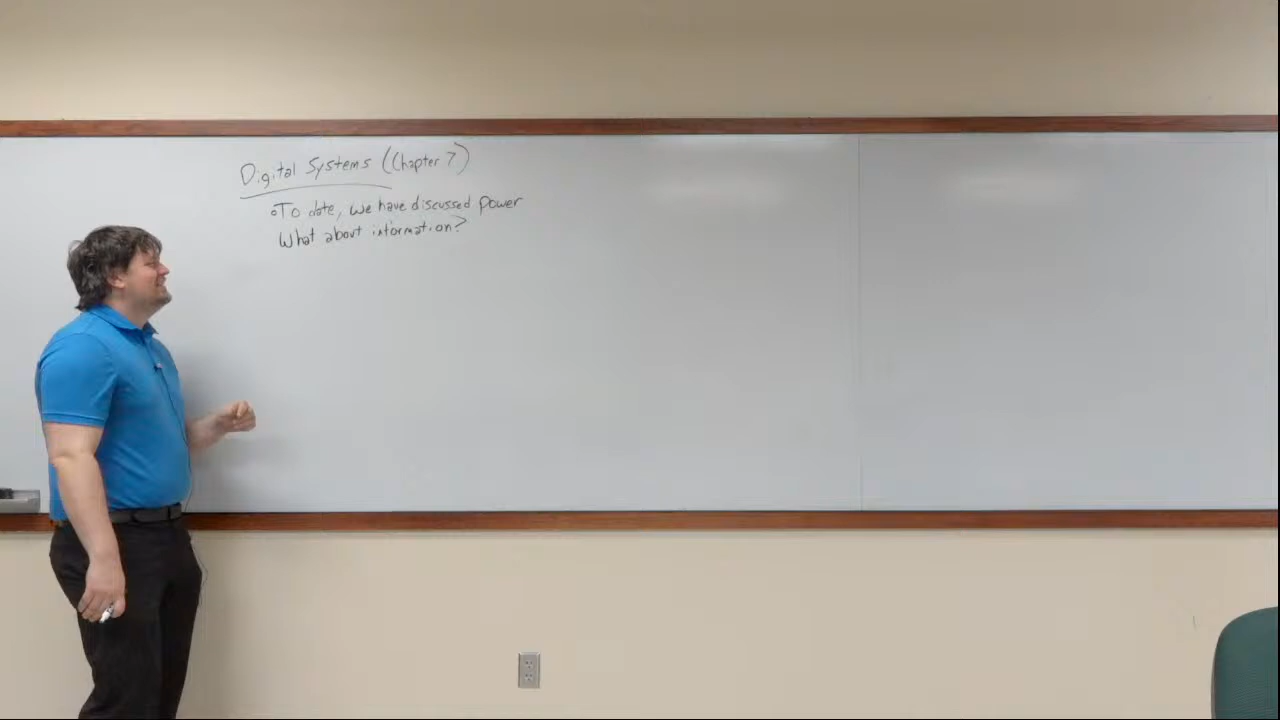 Digital Systems (Chapter 7)
∘To date, we have discussed power
What about information?